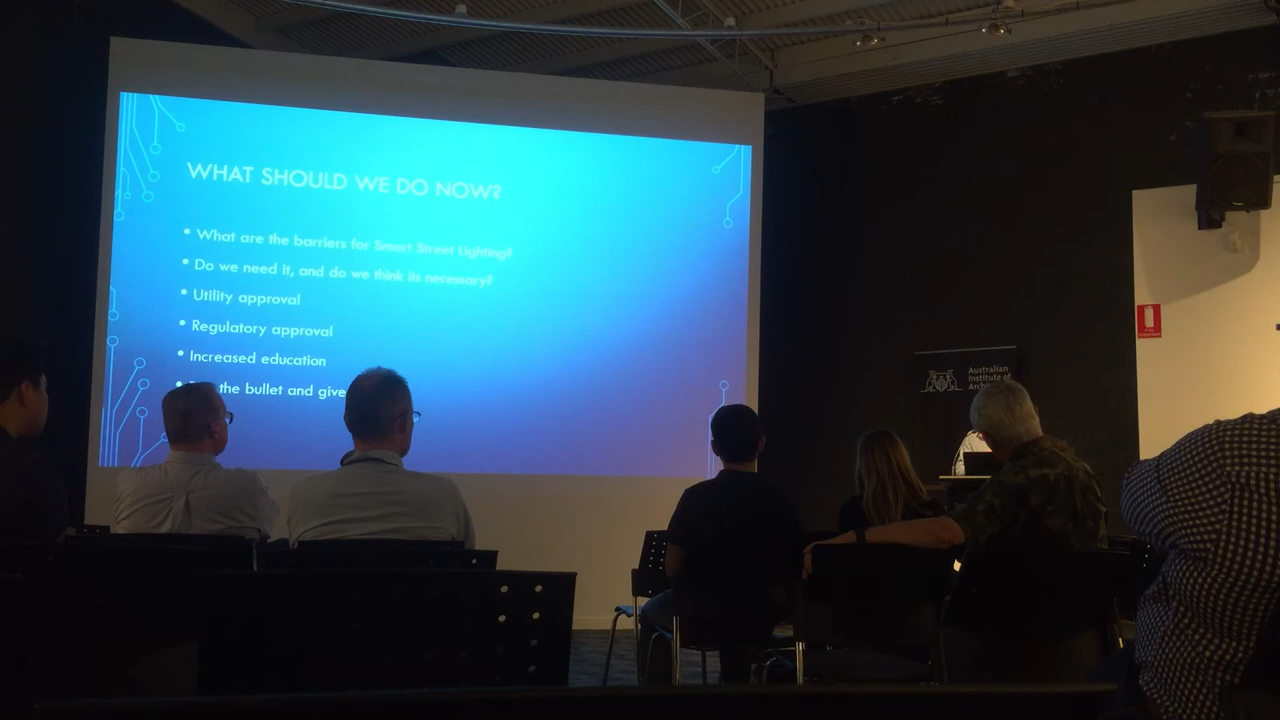 WHAT SHOULD WE DO NOW?
• What are the barriers for Smart Street Lighting?
• Do we need it, and do we think its necessary?
• Utility approval
• Regulatory approval
• Increased education
the bullet and give
Australian
Institute of